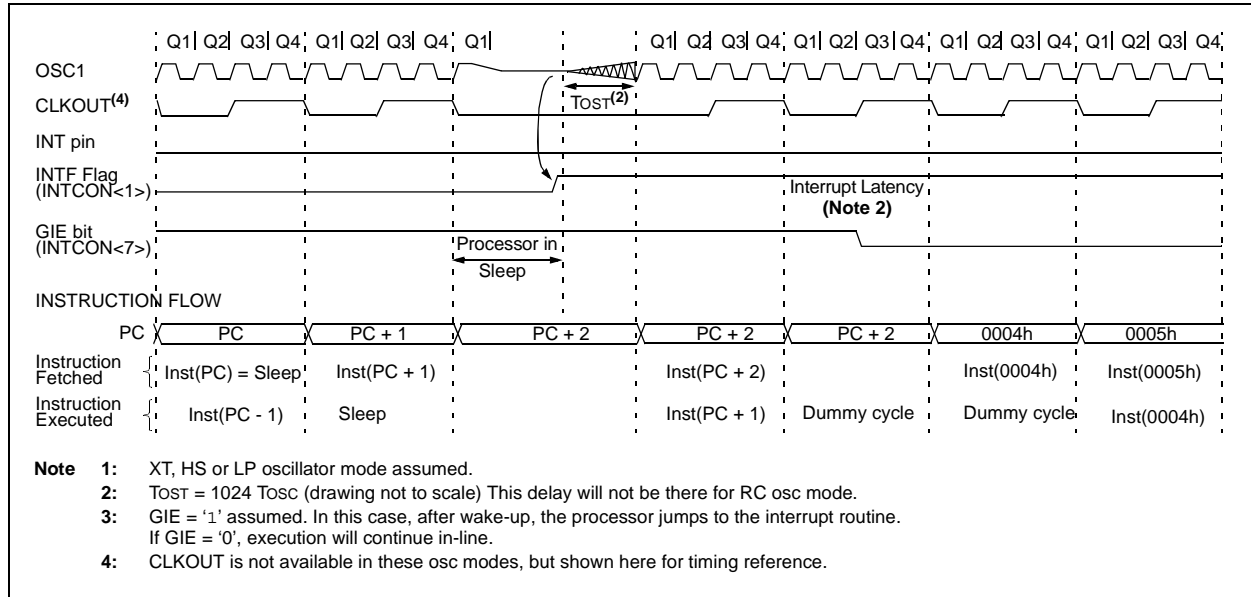 Q1 Q2 Q3 Q4 Q1 Q2 Q3 Q4 Q1 Q1 Q2 Q3 Q4 Q1 Q2 Q3 Q4 Q1 Q2 Q3 Q4 Q1 Q2 Q3 Q4
OSC1
CLKOUT(4)
TOST(2)
INT pin
INTF Flag
(INTCON<1>)
Interrupt Latency
(Note 2)
GIE bit
(INTCON<7>)
Processor in
Sleep
INSTRUCTION FLOW
PC PC PC + 1 PC + 2 PC + 2 PC + 2 0004h 0005h
Instruction
Fetched
Inst(PC) = Sleep Inst(PC + 1) Inst(PC + 2) Inst(0004h) Inst(0005h)
Instruction
Executed
Inst(PC - 1) Sleep Inst(PC + 1) Dummy cycle Dummy cycle Inst(0004h)
Note 1: XT, HS or LP oscillator mode assumed.
2: TOST = 1024 TOSC (drawing not to scale) This delay will not be there for RC osc mode.
3: GIE = '1' assumed. In this case, after wake-up, the processor jumps to the interrupt routine.
If GIE = '0', execution will continue in-line.
4: CLKOUT is not available in these osc modes, but shown here for timing reference.